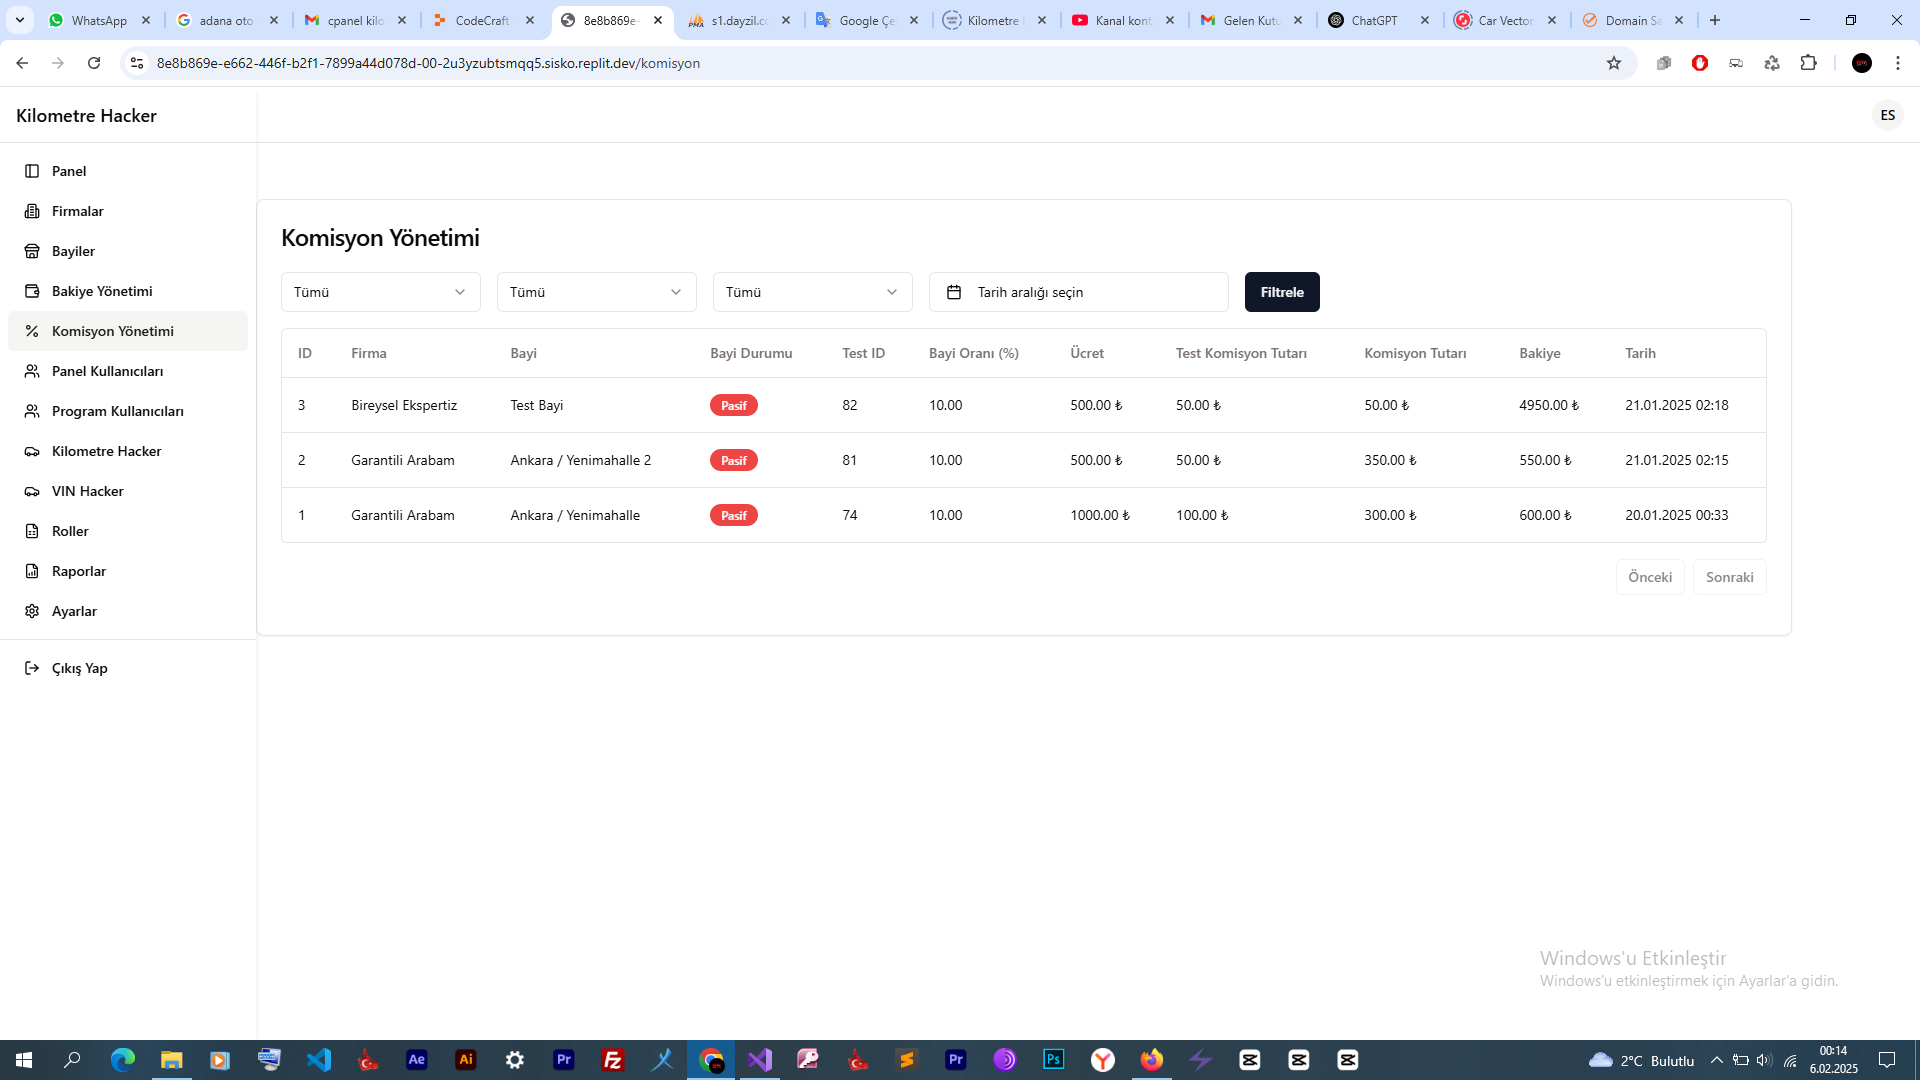 WhatsApp
adana oto
cpanel kilo
CodeCraft
8e8b869e-
s1.dayzil.co
Google Çe
Kilometre
Kanal kont
Gelen Kutu
ChatGPT
Car Vector
Domain Sa
8e8b869e-e662-446f-b2f1-7899a44d078d-00-2u3yzubtsmqq5.sisko.replit.dev/komisyon
Kilometre Hacker
ES
Panel
Firmalar
Bayiler
Bakiye Yönetimi
Komisyon Yönetimi
Panel Kullanıcıları
Program Kullanıcıları
Kilometre Hacker
VIN Hacker
Roller
Raporlar
Ayarlar
Çıkış Yap
Komisyon Yönetimi
Tümü Tümü Tümü Tarih aralığı seçin Filtrele
ID Firma Bayi Bayi Durumu Test ID Bayi Oranı (%) Ücret Test Komisyon Tutarı Komisyon Tutarı Bakiye Tarih
3 Bireysel Ekspertiz Test Bayi Pasif 82 10.00 500.00 ₺ 50.00 ₺ 50.00 ₺ 4950.00 ₺ 21.01.2025 02:18
2 Garantili Arabam Ankara / Yenimahalle 2 Pasif 81 10.00 500.00 ₺ 50.00 ₺ 350.00 ₺ 550.00 ₺ 21.01.2025 02:15
1 Garantili Arabam Ankara / Yenimahalle Pasif 74 10.00 1000.00 ₺ 100.00 ₺ 300.00 ₺ 600.00 ₺ 20.01.2025 00:33
Önceki Sonraki
Windows'u Etkinleştir
Windows'u etkinleştirmek için Ayarlar'a gidin.
Ae Ai Pr Fz Pr Ps
2°C Bulutlu
00:14
6.02.2025